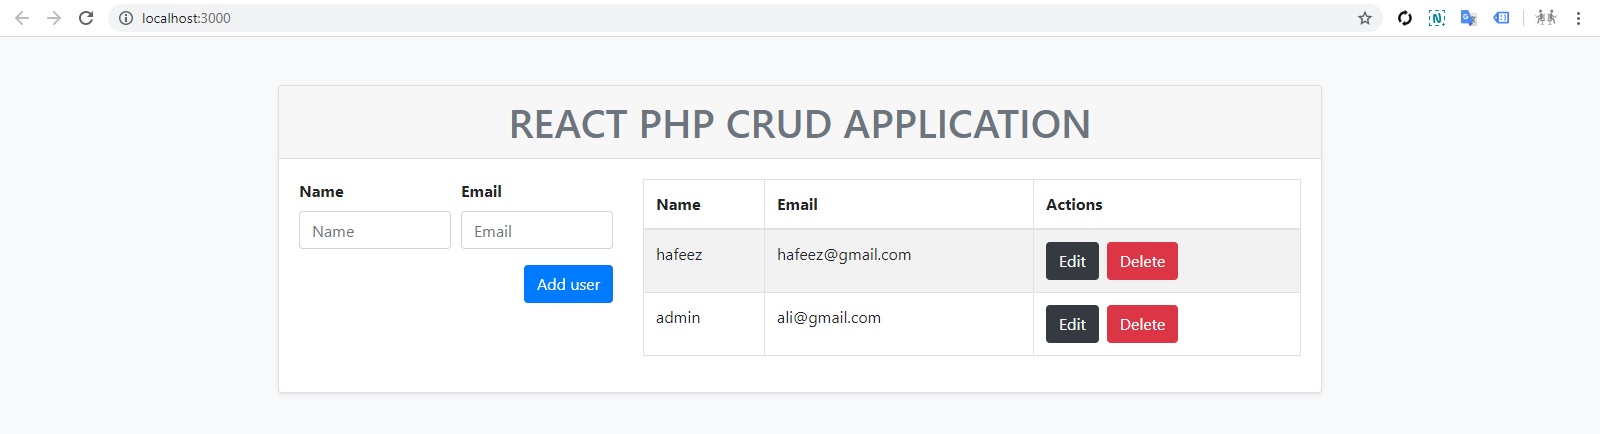 localhost:3000
REACT PHP CRUD APPLICATION
Name Email
Name Email
Add user
Name Email Actions
hafeez hafeez@gmail.com Edit Delete
admin ali@gmail.com Edit Delete